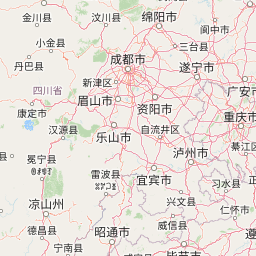 金川县
汶川县
绵阳市
阆中市
小金县
三台县
丹巴县
成都市
遂宁市
四川省
新津区
广安市
眉山市
资阳市
康定市
重庆市
汉源县
乐山市
自流井区
綦江区
泸州市
冕宁县
雷波县
宜宾市
习水县
凉山州
兴文县
仁怀市
德昌县
威信县
昭通市
宁南县
毕节市